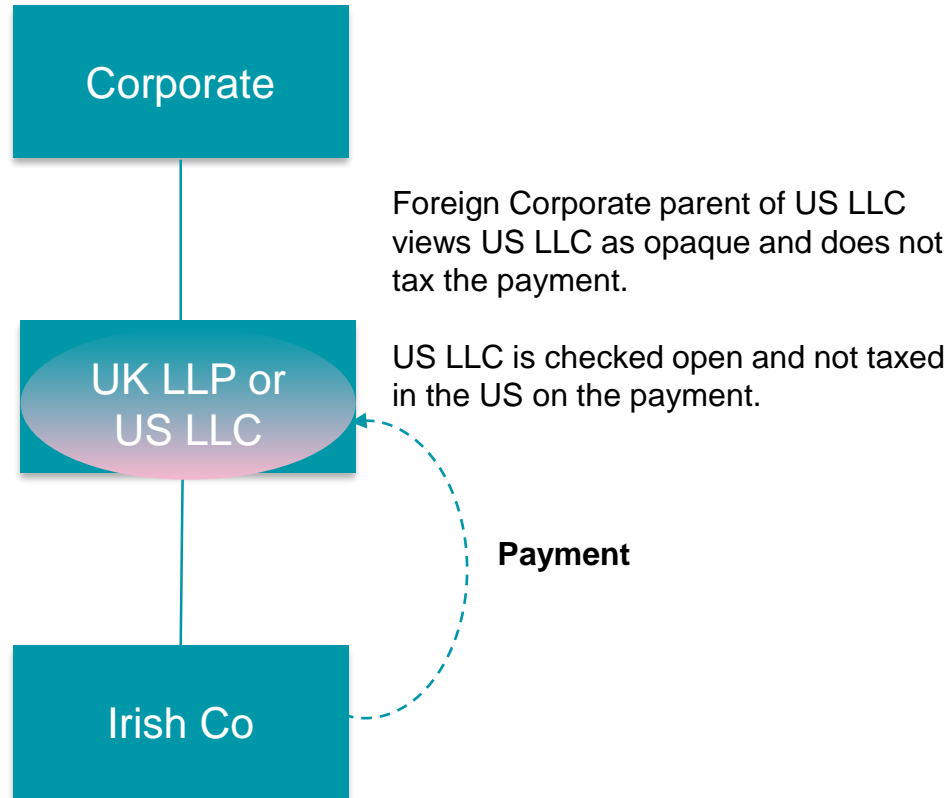 Corporate
Foreign Corporate parent of US LLC
views US LLC as opaque and does not
tax the payment.
UK LLP or
US LLC
US LLC is checked open and not taxed
in the US on the payment.
Payment
Irish Co